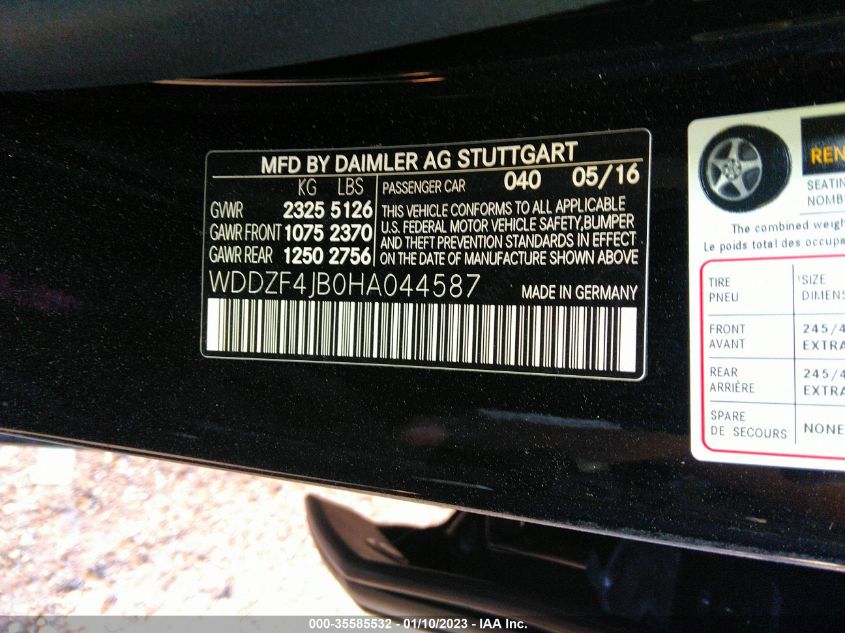 MFD BY DAIMLER AG STUTTGART
KG LBS
GVWR 2325 5126
GAWR FRONT 1075 2370
GAWR REAR 1250 2756
PASSENGER CAR 040 05/16
THIS VEHICLE CONFORMS TO ALL APPLICABLE
U.S. FEDERAL MOTOR VEHICLE SAFETY,BUMPER
AND THEFT PREVENTION STANDARDS IN EFFECT
ON THE DATE OF MANUFACTURE SHOWN ABOVE
WDDZF4JB0HA044587 MADE IN GERMANY
REN
SEATIN
NOMB
The combined weigh
Le poids total des occupa
TIRE SIZE
PNEU DIMENS
FRONT 245/4
AVANT EXTRA
REAR 245/4
ARRIÈRE EXTRA
SPARE
DE SECOURS NONE
000-35585532 - 01/10/2023 - IAA Inc.